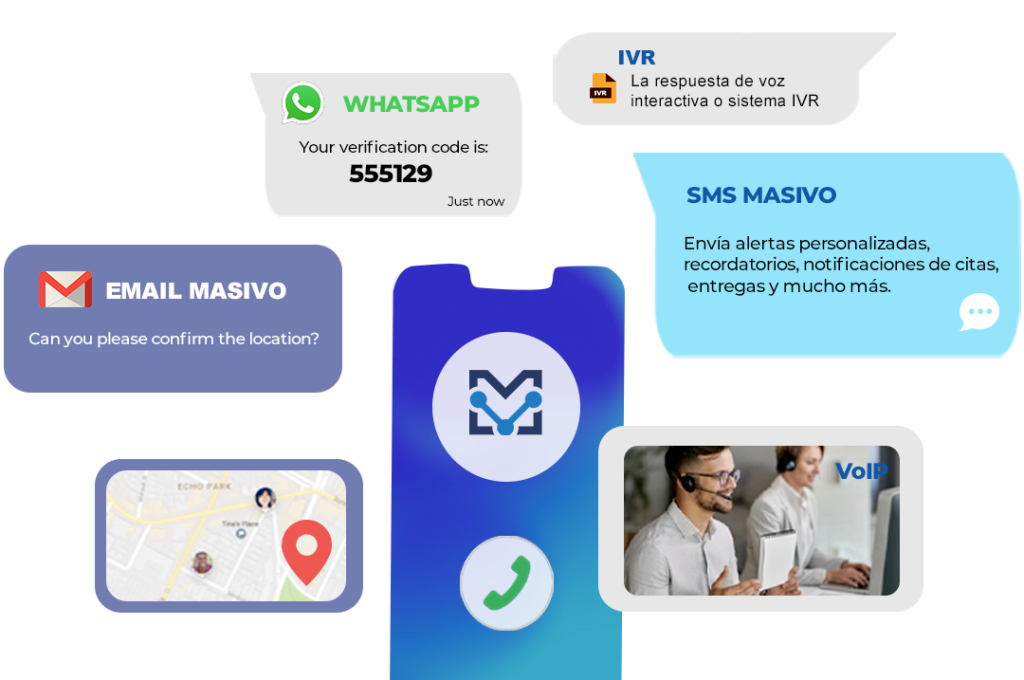 IVR
IVR
La respuesta de voz
interactiva o sistema IVR
WHATSAPP
Your verification code is:
555129
Just now
SMS MASIVO
Envía alertas personalizadas,
recordatorios, notificaciones de citas,
entregas y mucho más.
EMAIL MASIVO
Can you please confirm the location?
VoIP
ECHO PARK
Tina's Place